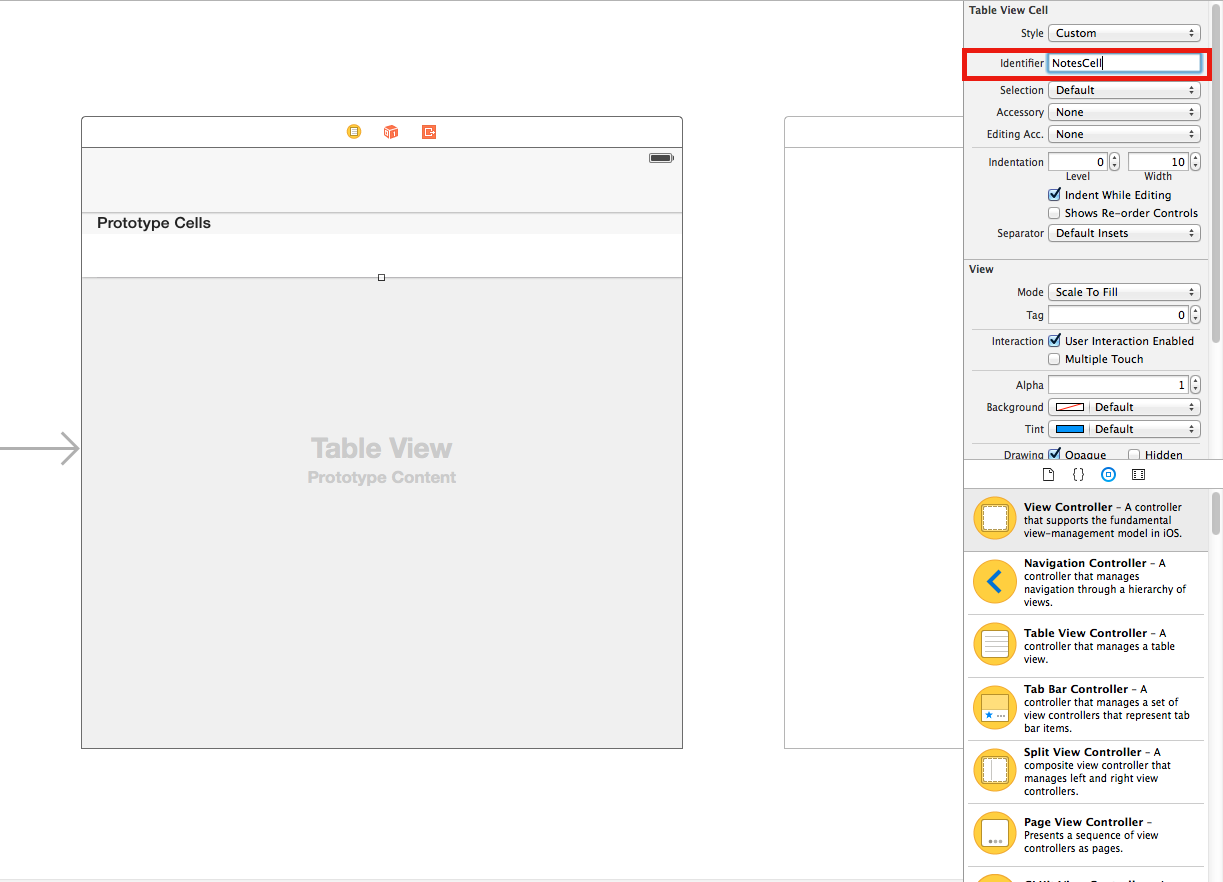 Prototype Cells
Table View
Prototype Content
Table View Cell
Style Custom
Identifier NotesCell
Selection Default
Accessory None
Editing Acc. None
Indentation 0 10
Level Width
Indent While Editing
Shows Re-order Controls
Separator Default Insets
View
Mode Scale To Fill
Tag 0
Interaction User Interaction Enabled
Multiple Touch
Alpha 1
Background Default
Tint Default
Drawing Opaque Hidden
{}
View Controller - A controller
that supports the fundamental
view-management model in iOS.
Navigation Controller - A
controller that manages
navigation through a hierarchy of
views.
Table View Controller - A
controller that manages a table
view.
Tab Bar Controller - A
controller that manages a set of
view controllers that represent tab
bar items.
Split View Controller - A
composite view controller that
manages left and right view
controllers.
Page View Controller -
Presents a sequence of view
controllers as pages.